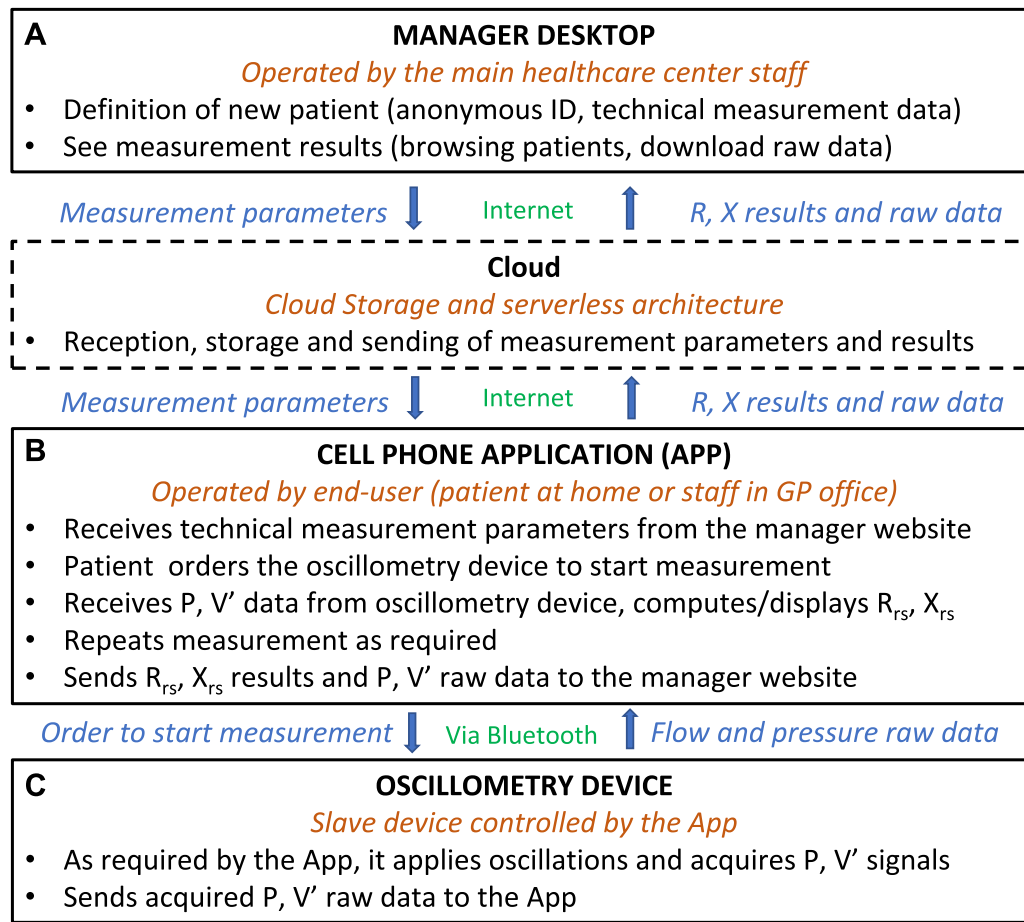 A
MANAGER DESKTOP
Operated by the main healthcare center staff
• Definition of new patient (anonymous ID, technical measurement data)
• See measurement results (browsing patients, download raw data)
Measurement parameters Internet R, X results and raw data
Cloud
Cloud Storage and serverless architecture
• Reception, storage and sending of measurement parameters and results
Measurement parameters Internet R, X results and raw data
B
CELL PHONE APPLICATION (APP)
Operated by end-user (patient at home or staff in GP office)
• Receives technical measurement parameters from the manager website
• Patient orders the oscillometry device to start measurement
• Receives P, V’ data from oscillometry device, computes/displays Rrs, Xrs
• Repeats measurement as required
• Sends Rrs, Xrs results and P, V’ raw data to the manager website
Order to start measurement Via Bluetooth Flow and pressure raw data
C
OSCILLOMETRY DEVICE
Slave device controlled by the App
• As required by the App, it applies oscillations and acquires P, V’ signals
• Sends acquired P, V’ raw data to the App